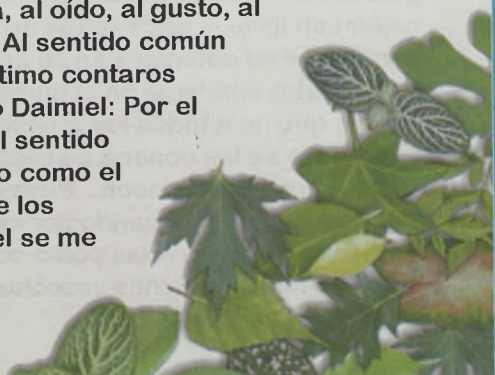 , al oído, al gusto, al
Al sentido común
timo contaros
Daimiel: Por el
l sentido
o como el
e los
el se me